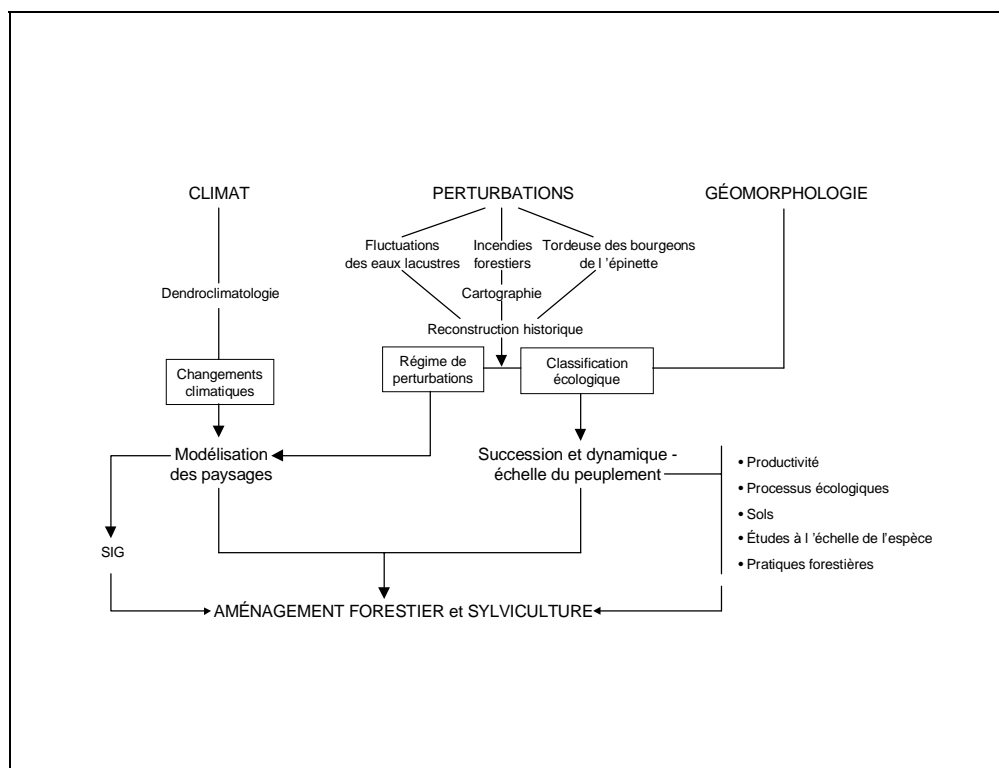 CLIMAT
PERTURBATIONS
GÉOMORPHOLOGIE
Fluctuations
des eaux lacustres
Incendies
forestiers
Tordeuse des bourgeons
de l 'épinette
Dendroclimatologie
Cartographie
Reconstruction historique
Changements
climatiques
Régime de
perturbations
Classification
écologique
Modélisation
des paysages
Succession et dynamique -
échelle du peuplement
• Productivité
• Processus écologiques
• Sols
• Études à l 'échelle de l'espèce
• Pratiques forestières
SIG
AMÉNAGEMENT FORESTIER et SYLVICULTURE